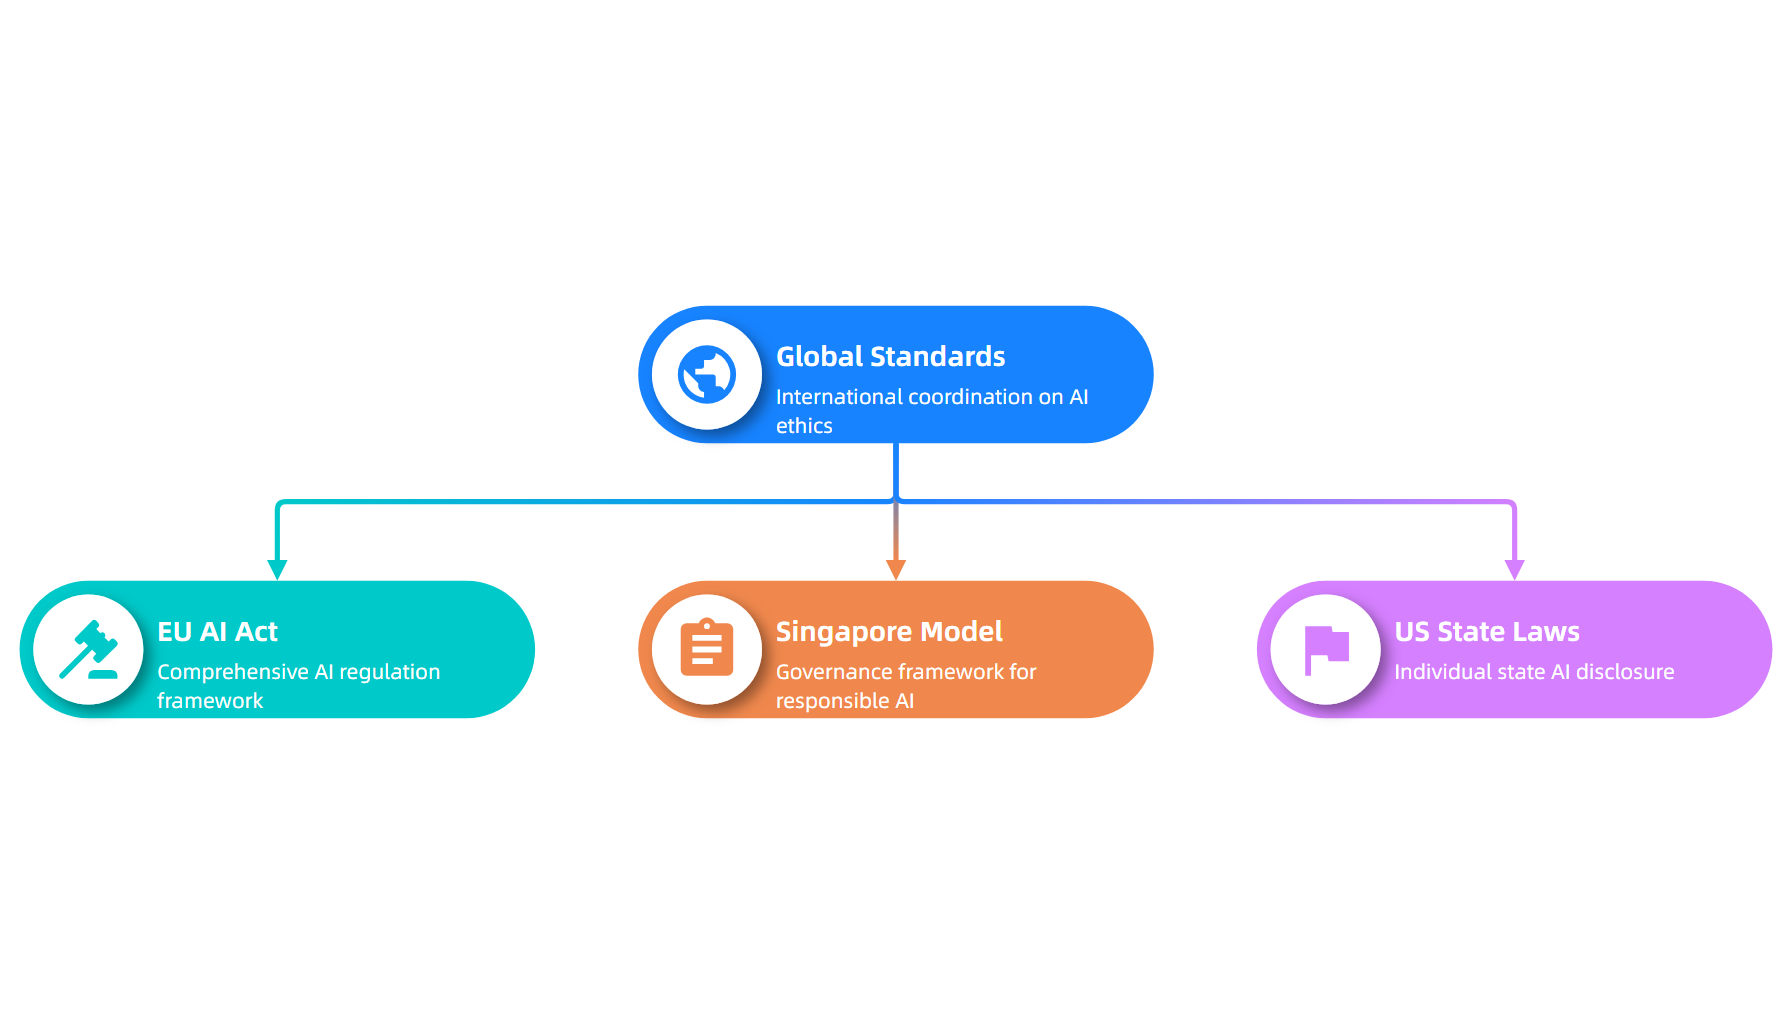 Global Standards
International coordination on AI
ethics
EU AI Act
Comprehensive AI regulation
framework
Singapore Model
Governance framework for
responsible AI
US State Laws
Individual state AI disclosure